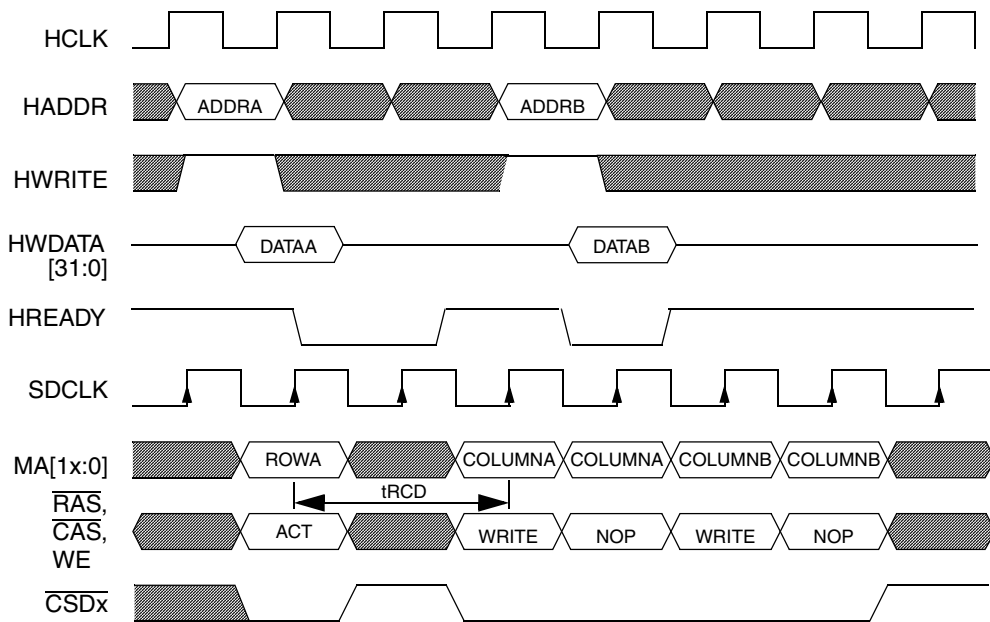 HCLK
HADDR ADDRA ADDRB
HWRITE
HWDATA
[31:0] DATAA DATAB
HREADY
SDCLK
MA[1x:0] ROWA COLUMNA COLUMNA COLUMNB COLUMNB
tRCD
RAS,
CAS, ACT WRITE NOP WRITE NOP
WE
CSDx